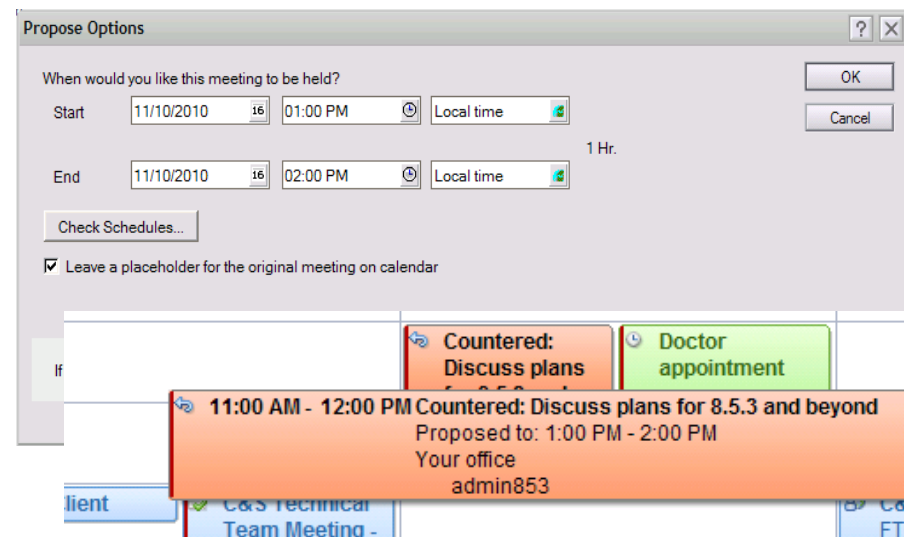 Propose Options
When would you like this meeting to be held?
OK
Start 11/10/2010 16 01:00 PM Local time
Cancel
1 Hr.
End 11/10/2010 16 02:00 PM Local time
Check Schedules...
Leave a placeholder for the original meeting on calendar
If
Countered:
Discuss plans
Doctor
appointment
11:00 AM - 12:00 PM Countered: Discuss plans for 8.5.3 and beyond
Proposed to: 1:00 PM - 2:00 PM
Your office
admin853
C&S Technical
Team Meeting -